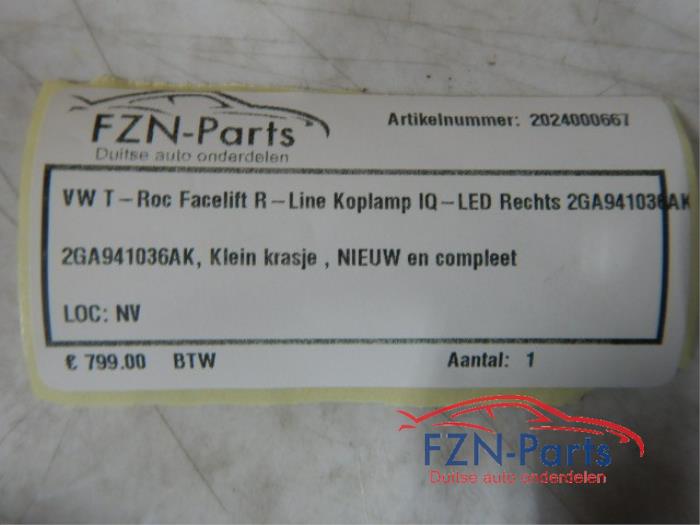 FZN-Parts
Duitse auto onderdelen
Artikelnummer: 2024000667
VW T-Roc Facelift R-Line Koplamp IQ-LED Rechts 2GA941036AK
2GA941036AK, Klein krasje , NIEUW en compleet
LOC: NV
€ 799.00 BTW Aantal: 1
FZN-Parts
Duitse auto onderdelen